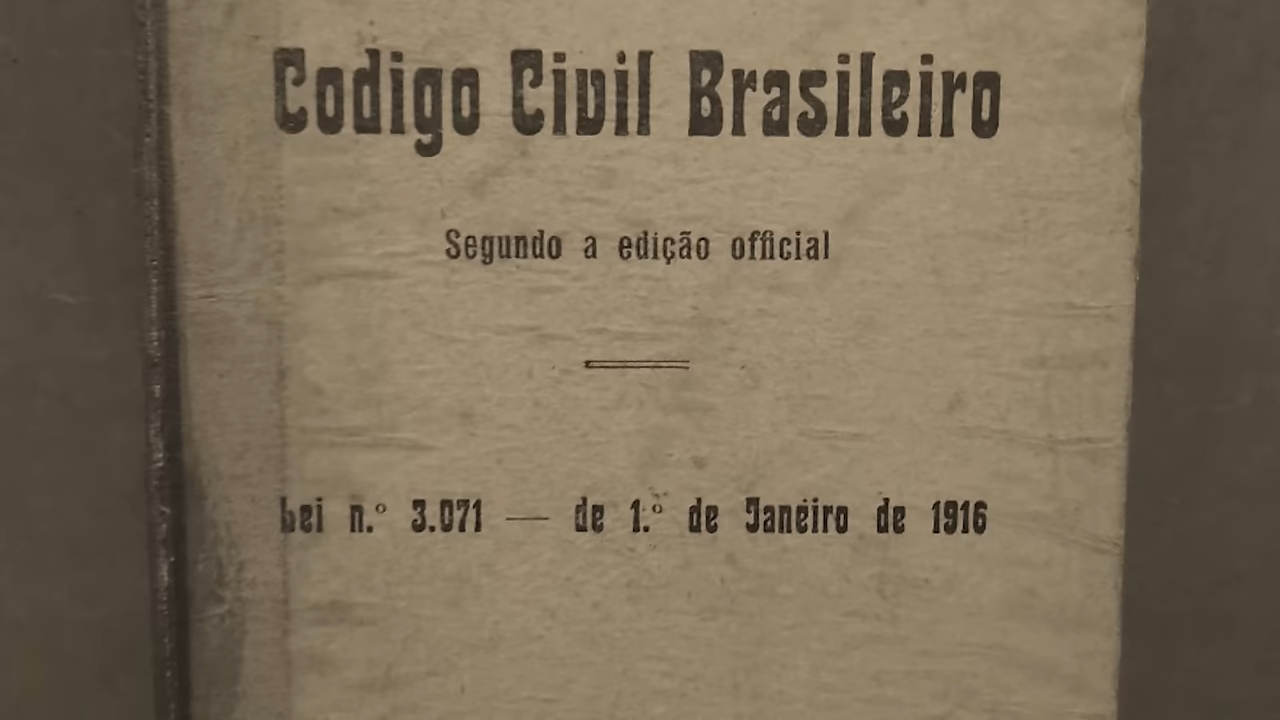 Codigo Civil Brasileiro
Segundo a edição official
Lei n.º 3.071 — de 1.º de Janeiro de 1916